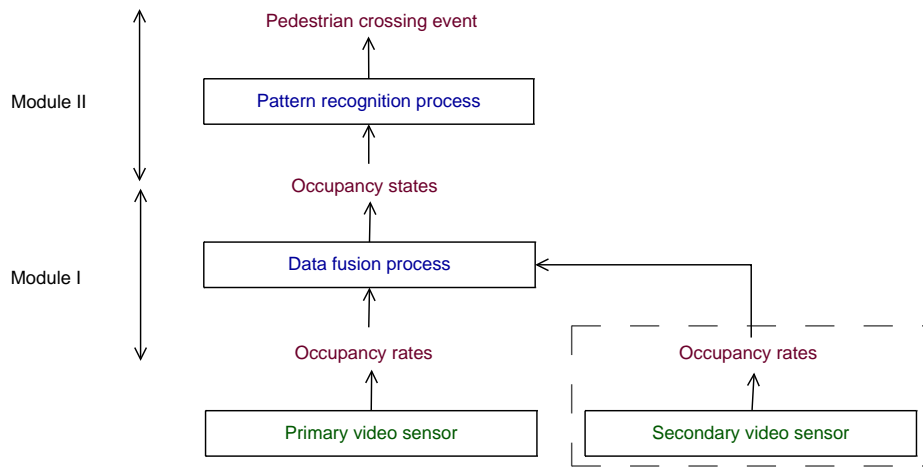 Pedestrian crossing event
Module II
Pattern recognition process
Occupancy states
Data fusion process
Module I
Occupancy rates
Occupancy rates
Primary video sensor
Secondary video sensor